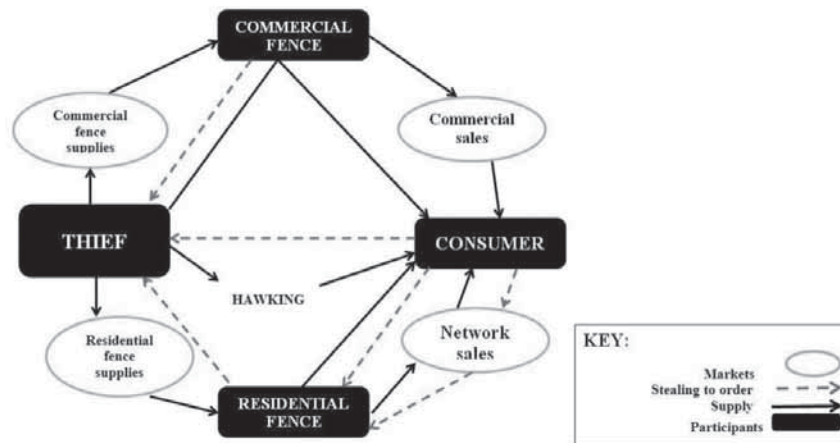 COMMERCIAL
FENCE
Commercial
fence
supplies
Commercial
sales
THIEF
CONSUMER
HAWKING
Residential
fence
supplies
Network
sales
RESIDENTIAL
FENCE
KEY:
Markets
Stealing to order
Supply
Participants